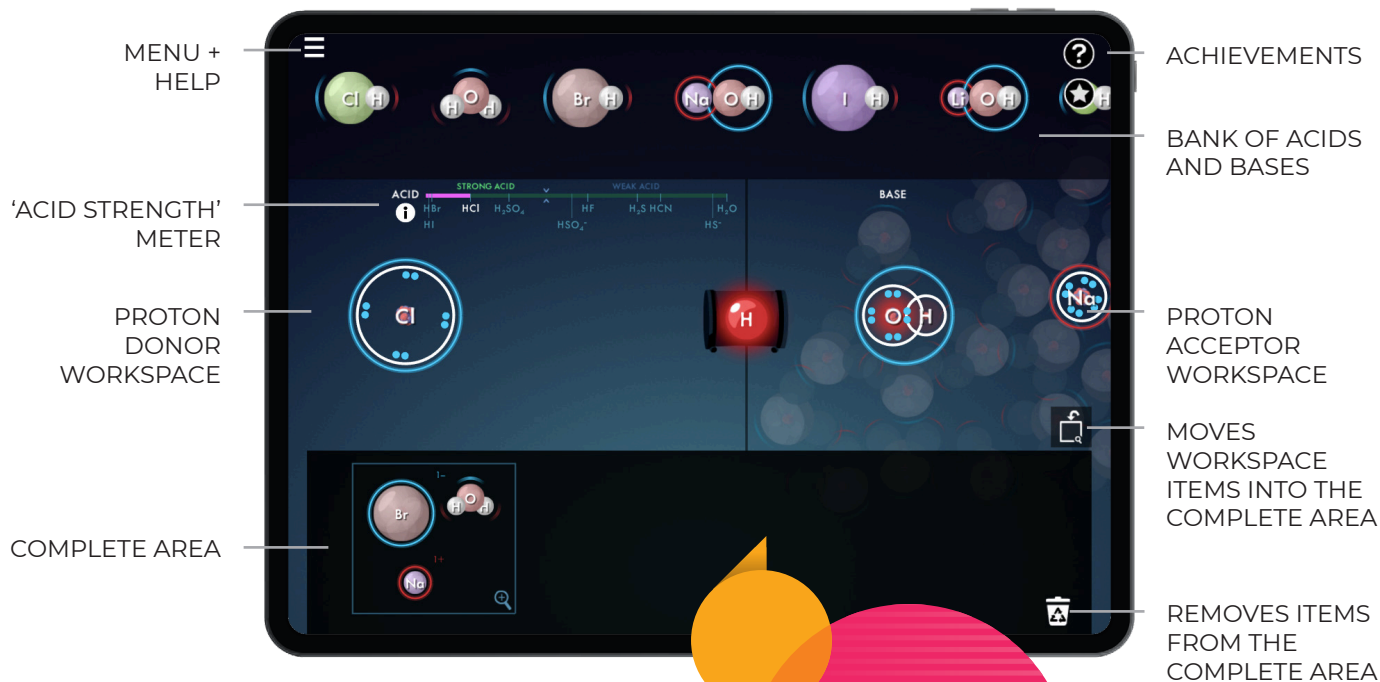 MENU +
HELP
'ACID STRENGTH'
METER
PROTON
DONOR
WORKSPACE
COMPLETE AREA
Cl H
H O H
Br H
Na O H
I H
Li O H
H
?
ACID
i
STRONG ACID
WEAK ACID
HBr HCl H₂SO₄ HF H₂S HCN H₂O
HI HSO₄⁻ HS⁻
BASE
Cl
H
O H
Na
Br
1−
H O H
1+
Na
ACHIEVEMENTS
BANK OF ACIDS
AND BASES
PROTON
ACCEPTOR
WORKSPACE
MOVES
WORKSPACE
ITEMS INTO THE
COMPLETE AREA
REMOVES ITEMS
FROM THE
COMPLETE AREA